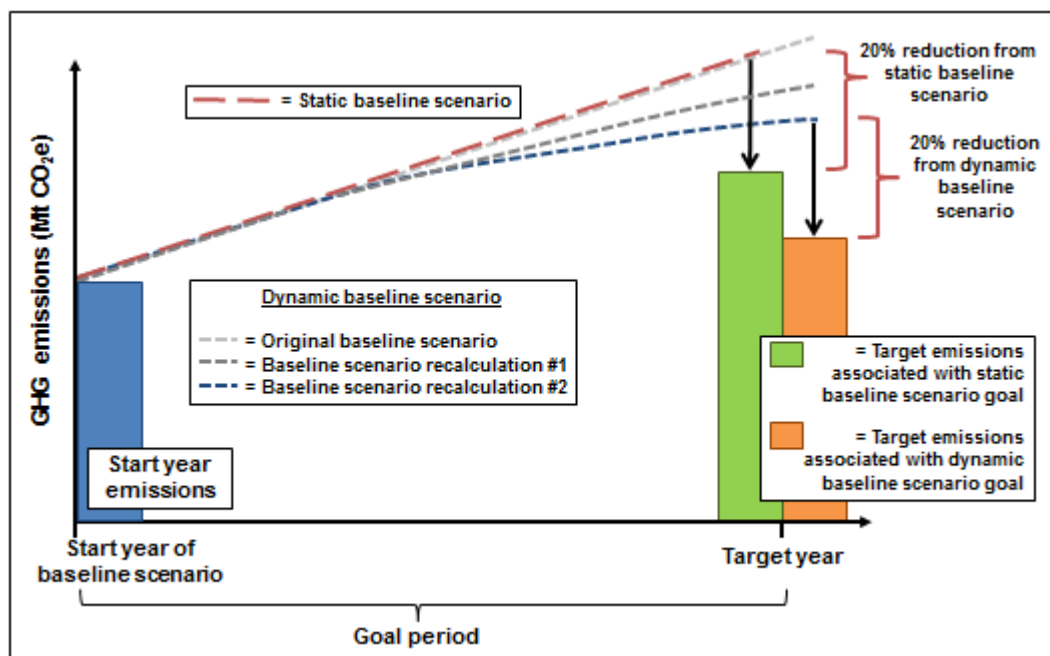 20% reduction from
static baseline
scenario
= Static baseline scenario
20% reduction
from dynamic
baseline
scenario
GHG emissions (Mt CO₂e)
Dynamic baseline scenario
= Original baseline scenario
= Baseline scenario recalculation #1
= Baseline scenario recalculation #2
= Target emissions
associated with static
baseline scenario goal
= Target emissions
associated with dynamic
baseline scenario goal
Start year
emissions
Start year of
baseline scenario
Target year
Goal period